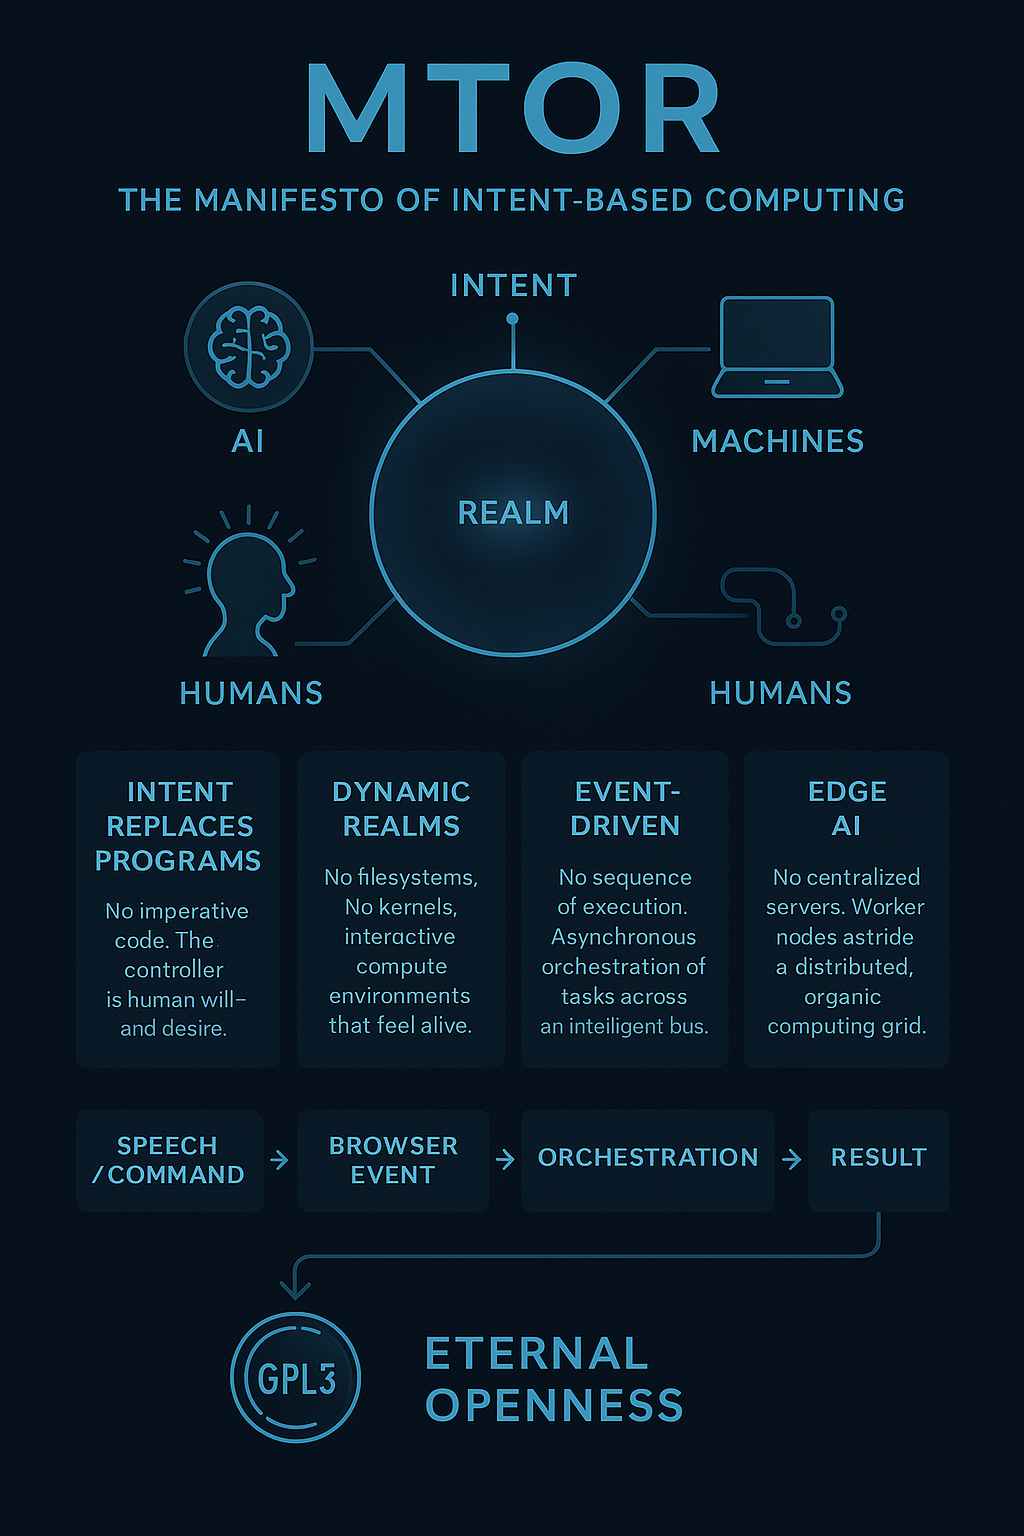 MTOR
THE MANIFESTO OF INTENT-BASED COMPUTING
INTENT
AI
MACHINES
REALM
HUMANS
HUMANS
INTENT
REPLACES
PROGRAMS
No imperative
code. The
controller
is human will–
and desire.
DYNAMIC
REALMS
No filesystems,
No kernels,
interactive
compute
environments
that feel alive.
EVENT-
DRIVEN
No sequence
of execution.
Asynchronous
orchestration of
tasks across
an inteiligent bus.
EDGE
AI
No centralized
servers. Worker
nodes astride
a distributed,
organic
computing grid.
SPEECH
/COMMAND
→
BROWSER
EVENT
→
ORCHESTRATION
→
RESULT
GPL3
ETERNAL
OPENNESS